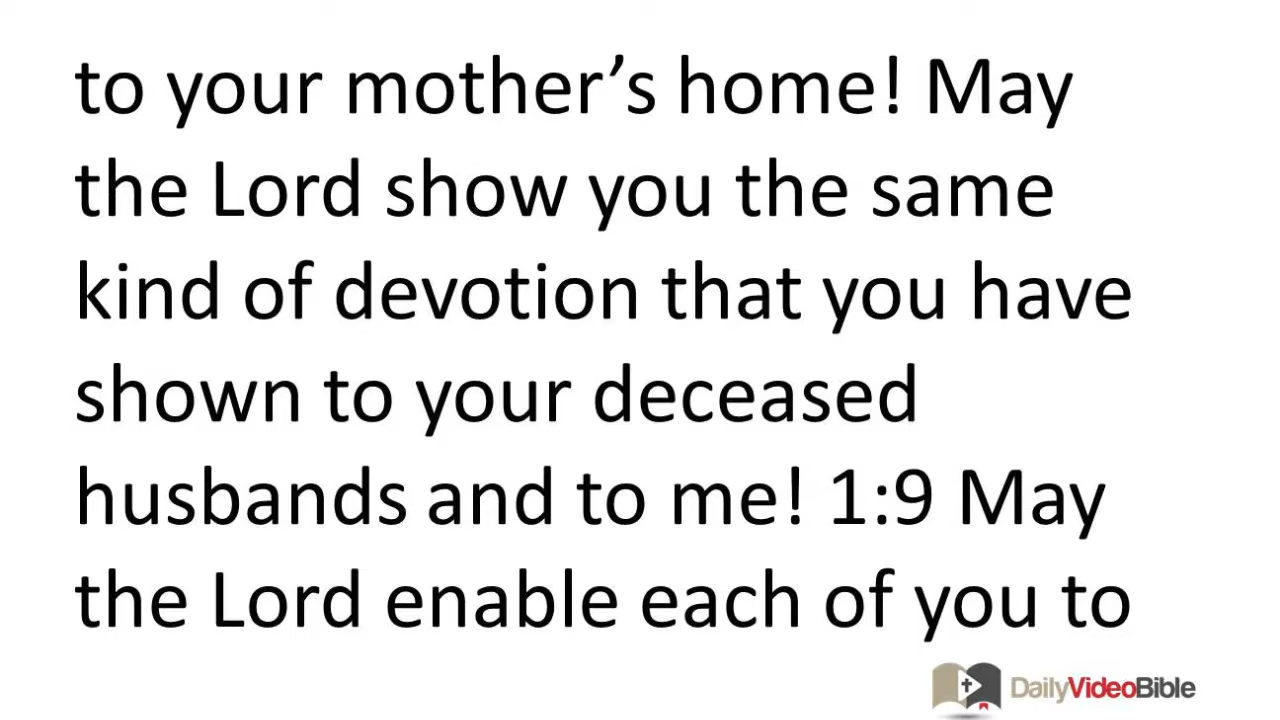 to your mother’s home! May
the Lord show you the same
kind of devotion that you have
shown to your deceased
husbands and to me! 1:9 May
the Lord enable each of you to
DailyVideoBible